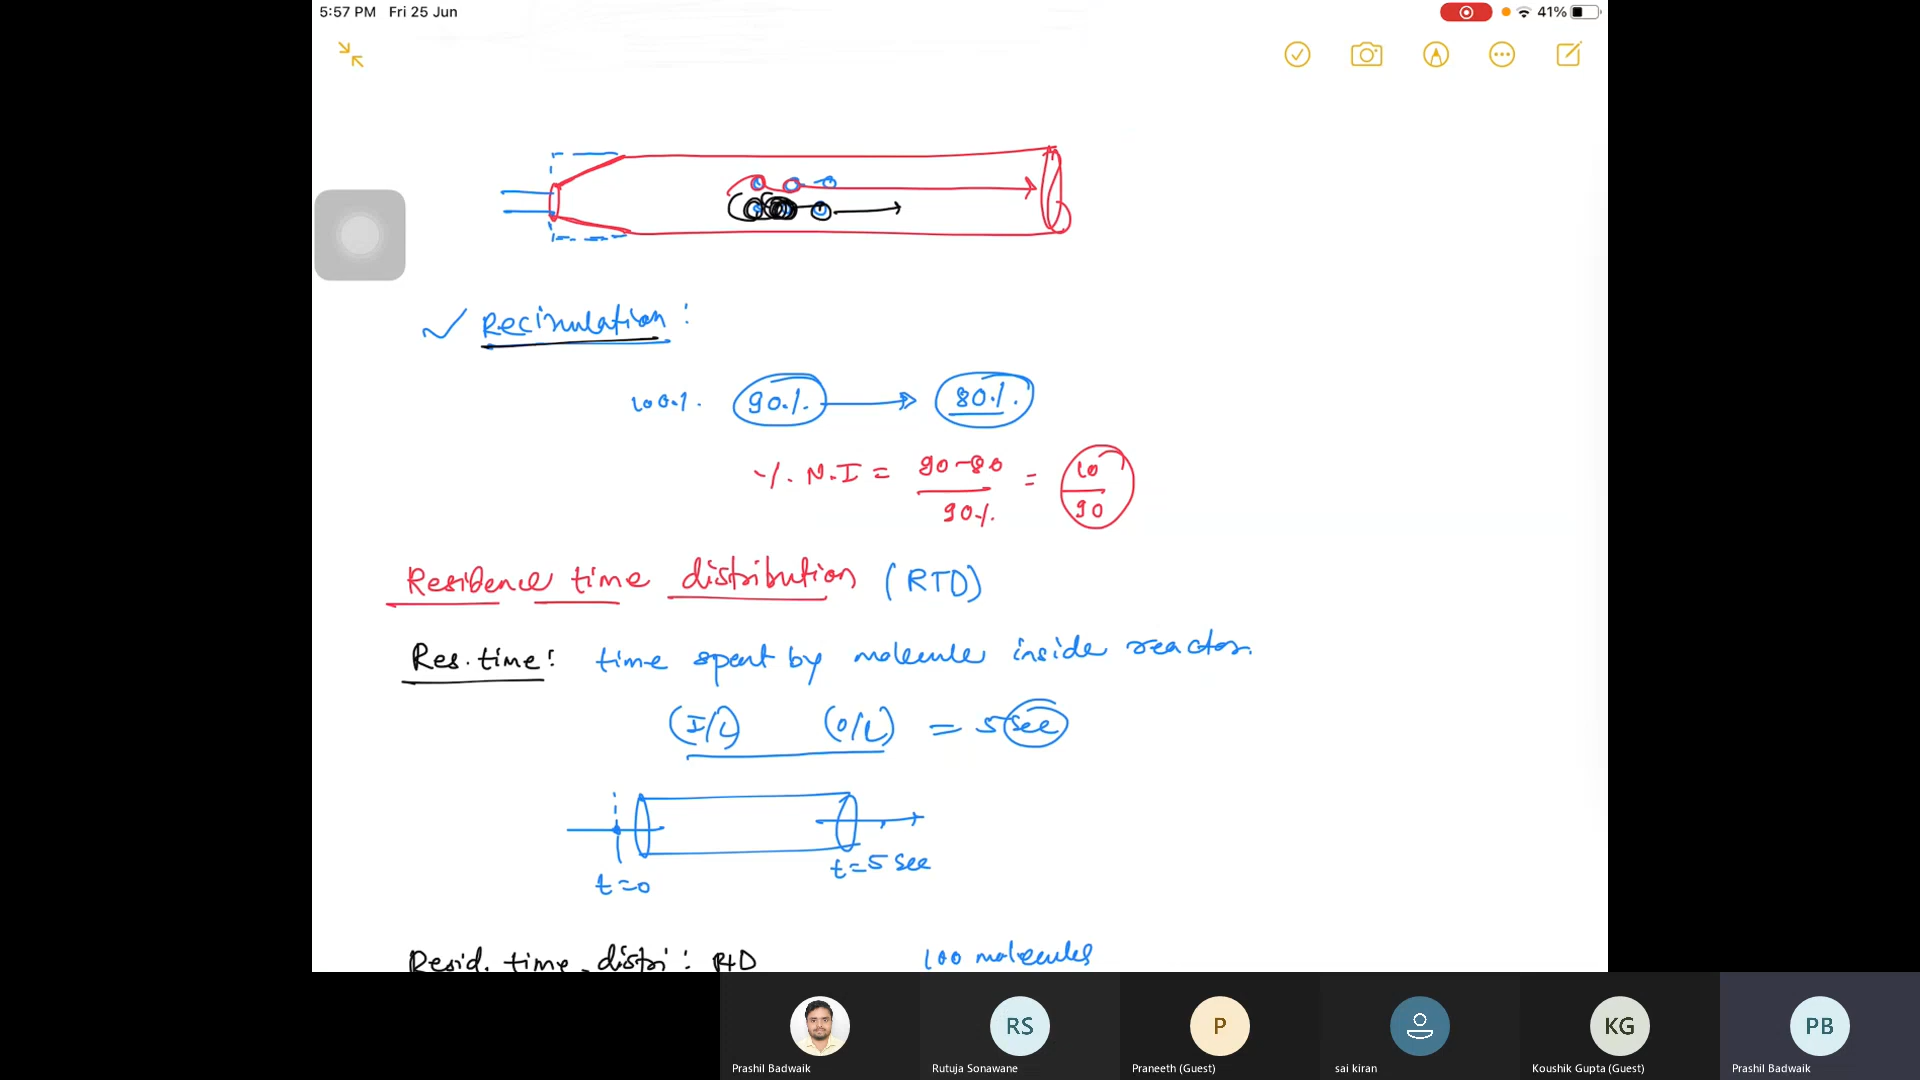 5:57 PM Fri 25 Jun
41%
✓ Recirculation :
100% 90% → 80%
% N.I = 90-80 / 90% = 10 / 90
Residence time distribution (RTD)
Res. time : time spent by molecule inside reactor.
(I/L) (O/L) = 5 sec
t=0
t=5 sec
Resid. time distri : RTD 100 molecules
RS P KG PB
Prashil Badwaik Rutuja Sonawane Praneeth (Guest) sai kiran Koushik Gupta (Guest) Prashil Badwaik